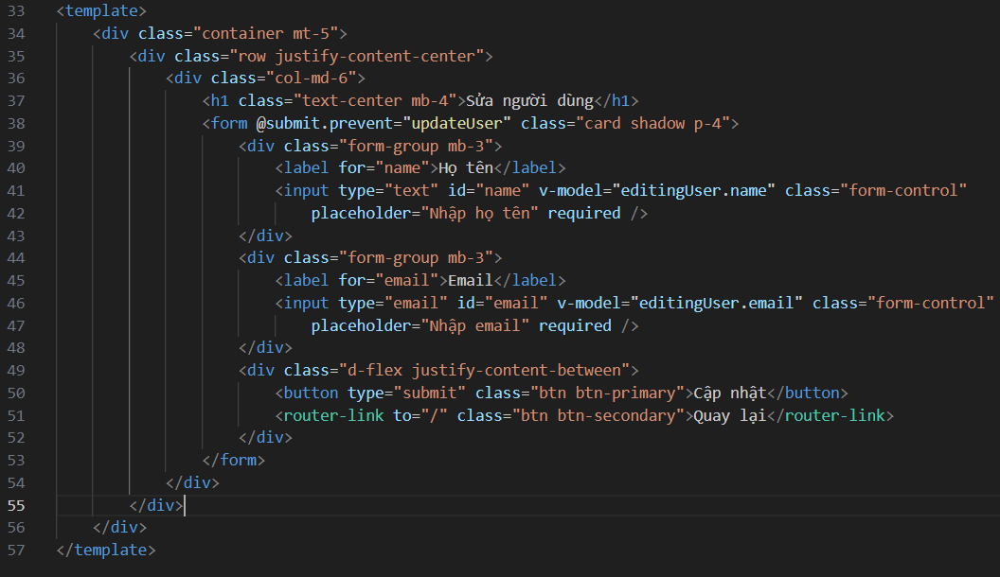 33 <template>
34     <div class="container mt-5">
35         <div class="row justify-content-center">
36             <div class="col-md-6">
37                 <h1 class="text-center mb-4">Sửa người dùng</h1>
38                 <form @submit.prevent="updateUser" class="card shadow p-4">
39                     <div class="form-group mb-3">
40                         <label for="name">Họ tên</label>
41                         <input type="text" id="name" v-model="editingUser.name" class="form-control"
42                             placeholder="Nhập họ tên" required />
43                     </div>
44                     <div class="form-group mb-3">
45                         <label for="email">Email</label>
46                         <input type="email" id="email" v-model="editingUser.email" class="form-control"
47                             placeholder="Nhập email" required />
48                     </div>
49                     <div class="d-flex justify-content-between">
50                         <button type="submit" class="btn btn-primary">Cập nhật</button>
51                         <router-link to="/" class="btn btn-secondary">Quay lại</router-link>
52                     </div>
53                 </form>
54             </div>
55         </div>
56     </div>
57 </template>